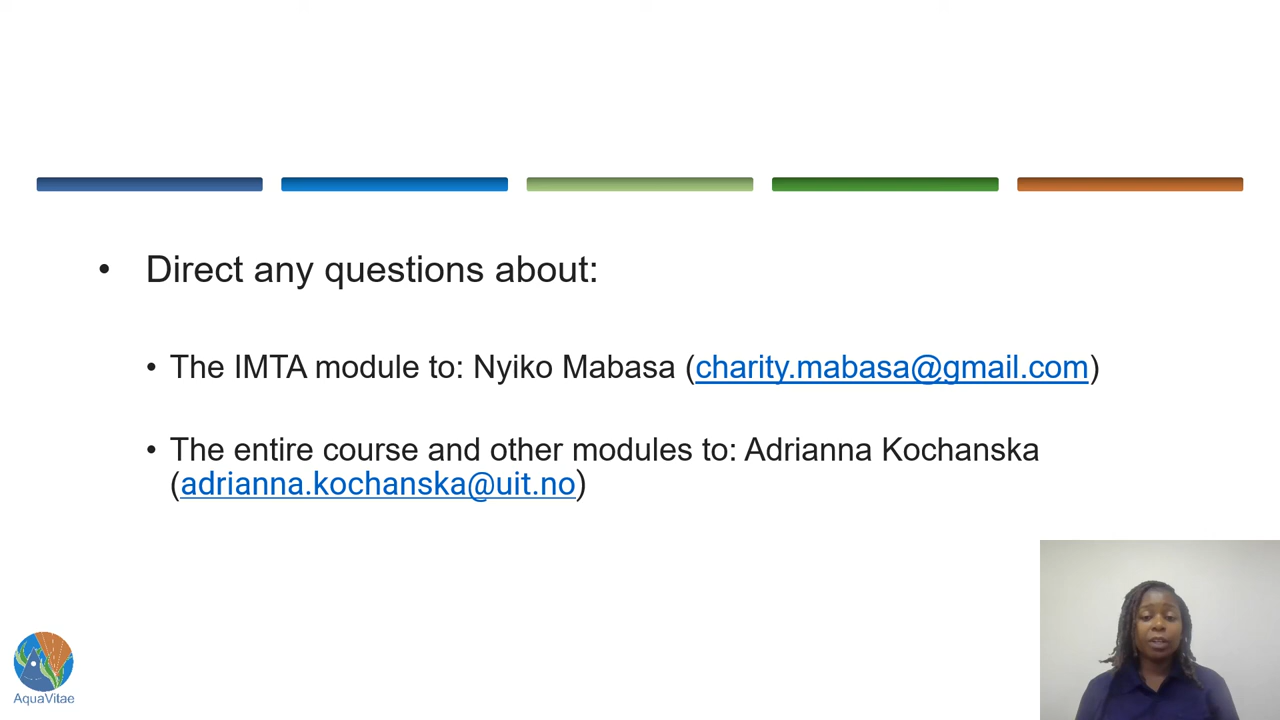 • Direct any questions about:
• The IMTA module to: Nyiko Mabasa (charity.mabasa@gmail.com)
• The entire course and other modules to: Adrianna Kochanska
(adrianna.kochanska@uit.no)
AquaVitae